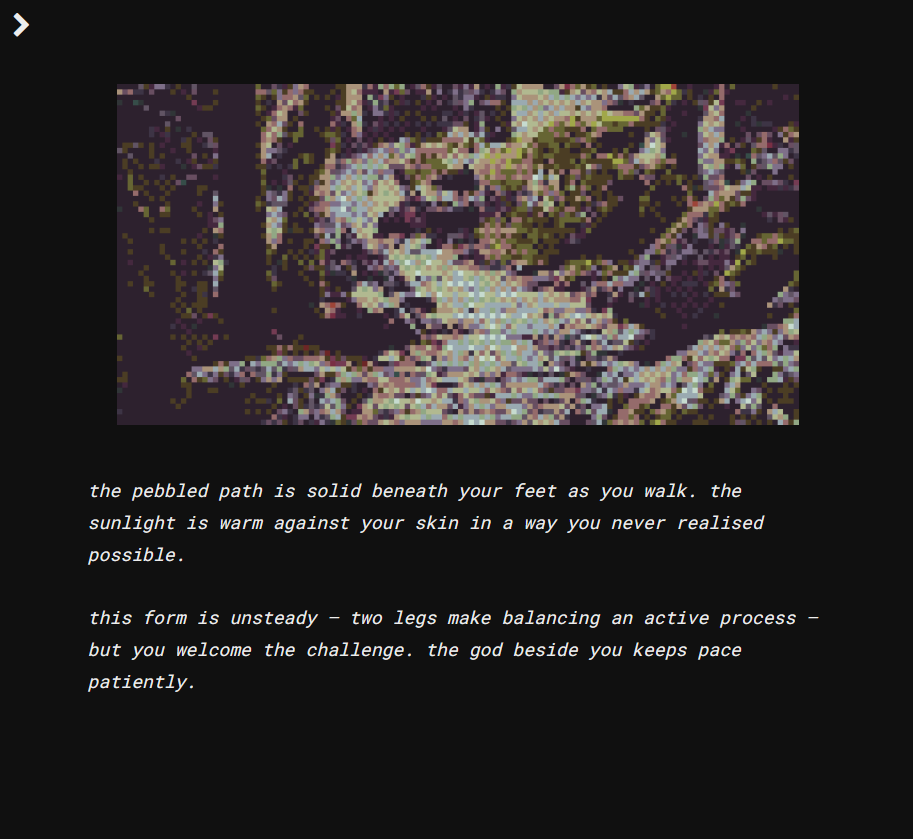 the pebbled path is solid beneath your feet as you walk. the
sunlight is warm against your skin in a way you never realised
possible.
this form is unsteady – two legs make balancing an active process –
but you welcome the challenge. the god beside you keeps pace
patiently.